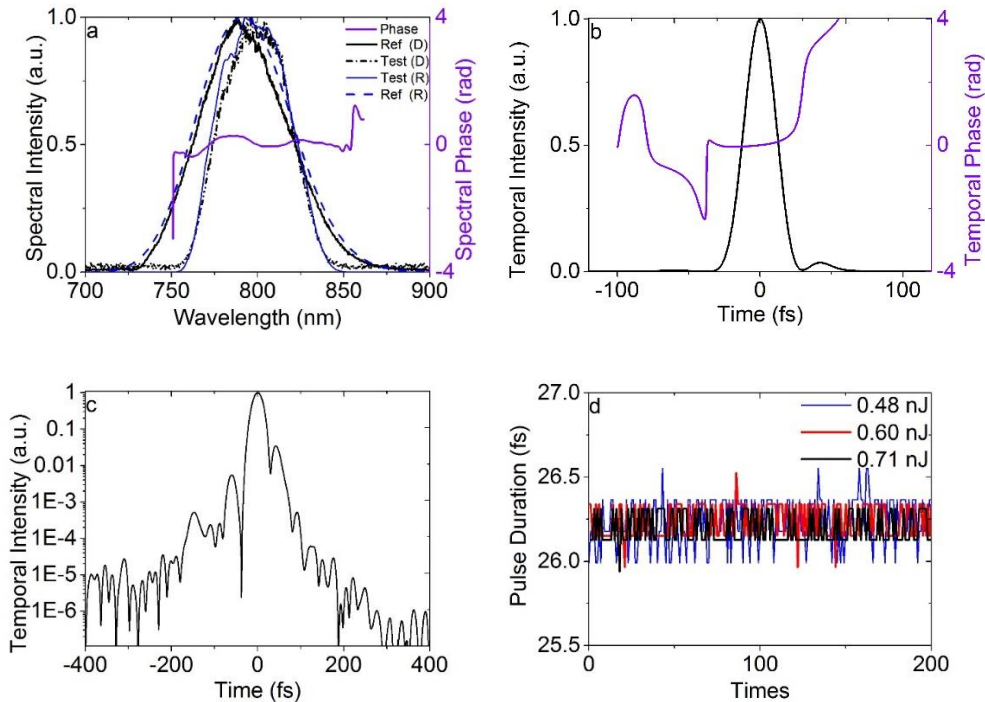 a
1.0
0.5
0.0
Spectral Intensity (a.u.)
Phase
Ref (D)
Test (D)
Test (R)
Ref (R)
4
0
-4
Spectral Phase (rad)
700 750 800 850 900
Wavelength (nm)
b
1.0
0.5
0.0
Temporal Intensity (a.u.)
4
0
-4
Temporal Phase (rad)
-100 0 100
Time (fs)
c
1
0.1
0.01
1E-3
1E-4
1E-5
1E-6
Temporal Intensity (a.u.)
-400 -200 0 200 400
Time (fs)
d
27.0
26.5
26.0
25.5
Pulse Duration (fs)
0.48 nJ
0.60 nJ
0.71 nJ
0 100 200
Times